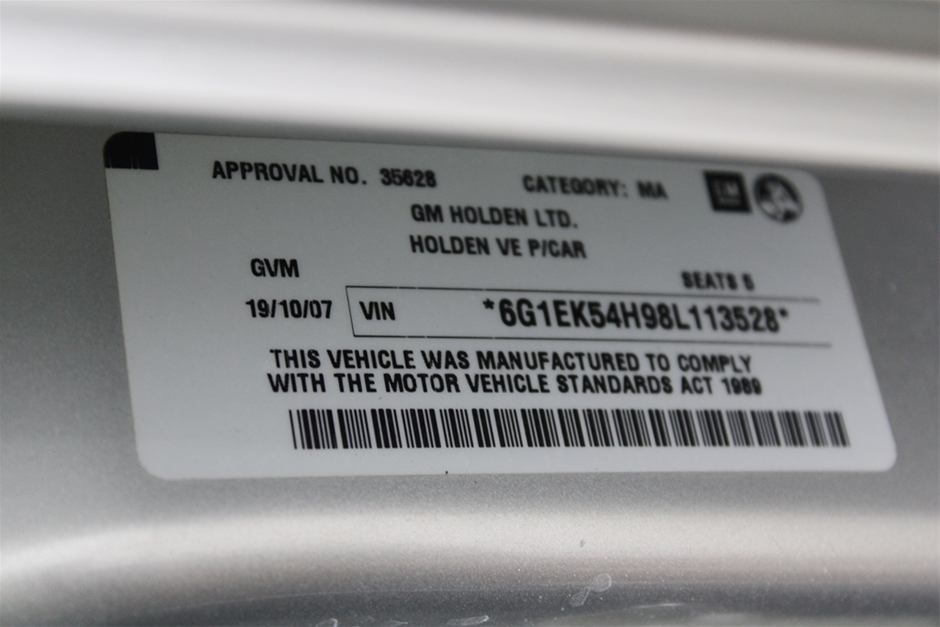 APPROVAL NO. 35628 CATEGORY: MA
GM
GM HOLDEN LTD.
HOLDEN VE P/CAR
GVM SEATS 5
19/10/07 VIN *6G1EK54H98L113528*
THIS VEHICLE WAS MANUFACTURED TO COMPLY
WITH THE MOTOR VEHICLE STANDARDS ACT 1989